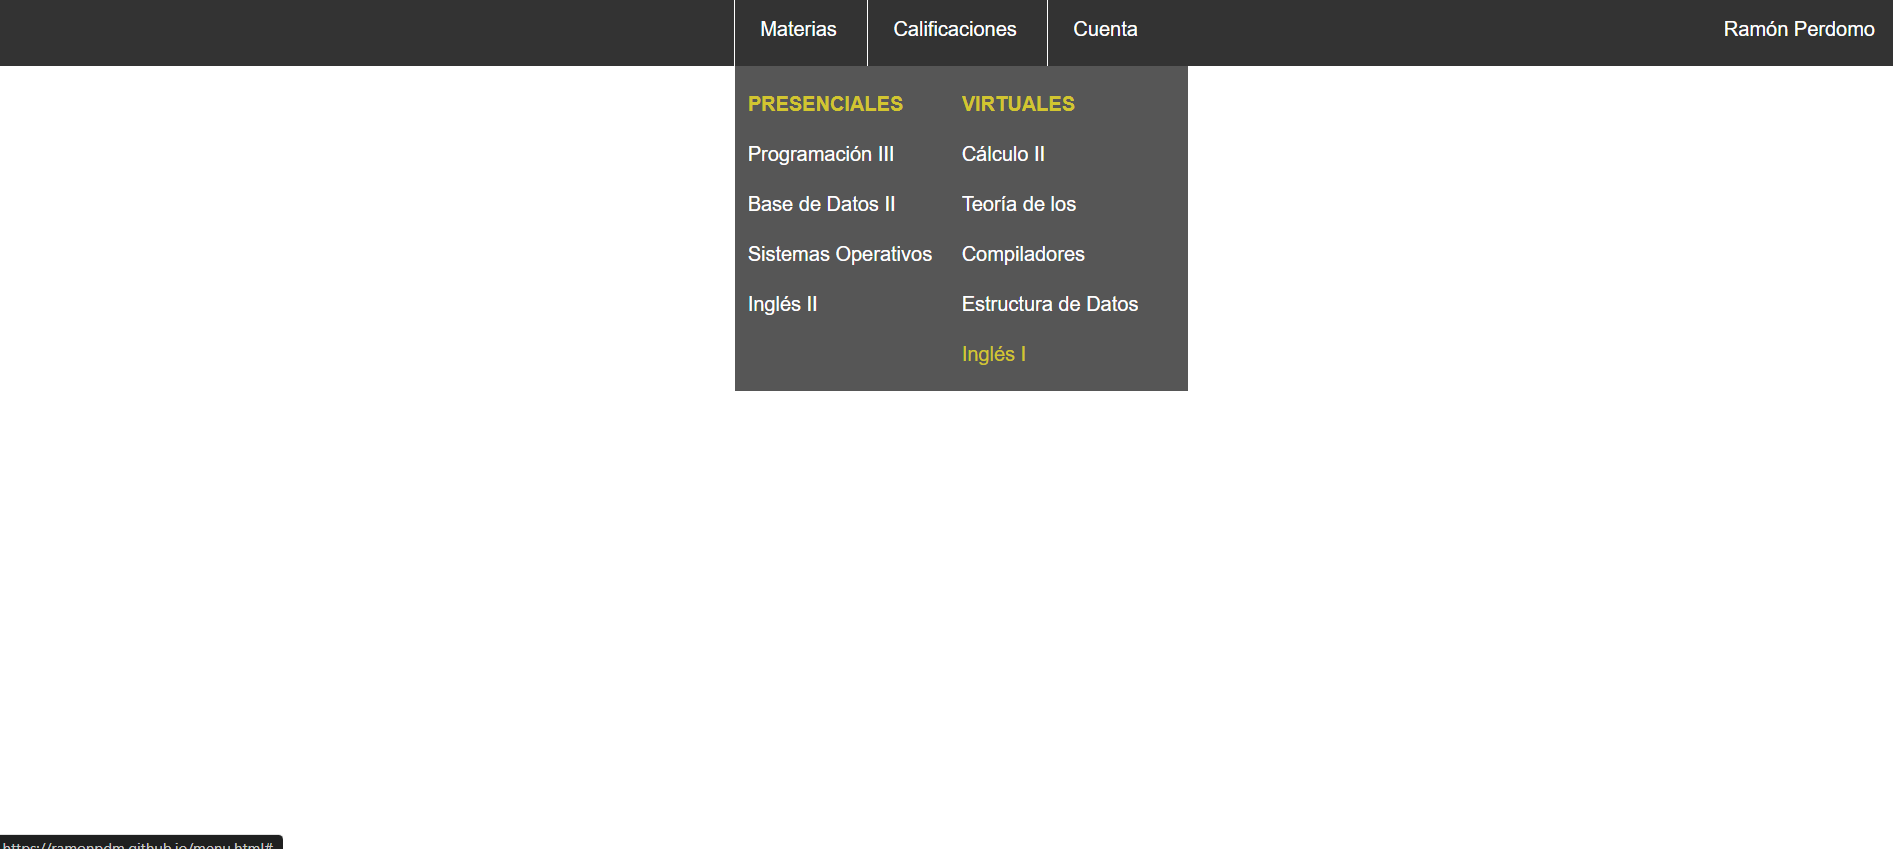 Materias Calificaciones Cuenta Ramón Perdomo
PRESENCIALES
Programación III
Base de Datos II
Sistemas Operativos
Inglés II
VIRTUALES
Cálculo II
Teoría de los
Compiladores
Estructura de Datos
Inglés I
https://ramonpdm.github.io/menu.html#